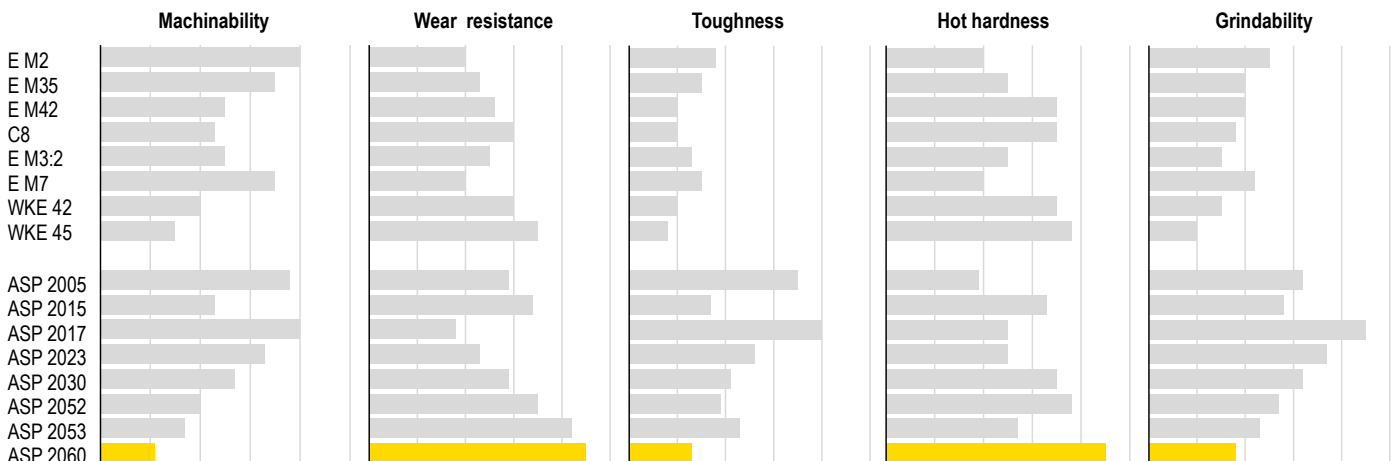 Machinability Wear resistance Toughness Hot hardness Grindability
E M2
E M35
E M42
C8
E M3:2
E M7
WKE 42
WKE 45
ASP 2005
ASP 2015
ASP 2017
ASP 2023
ASP 2030
ASP 2052
ASP 2053
ASP 2060